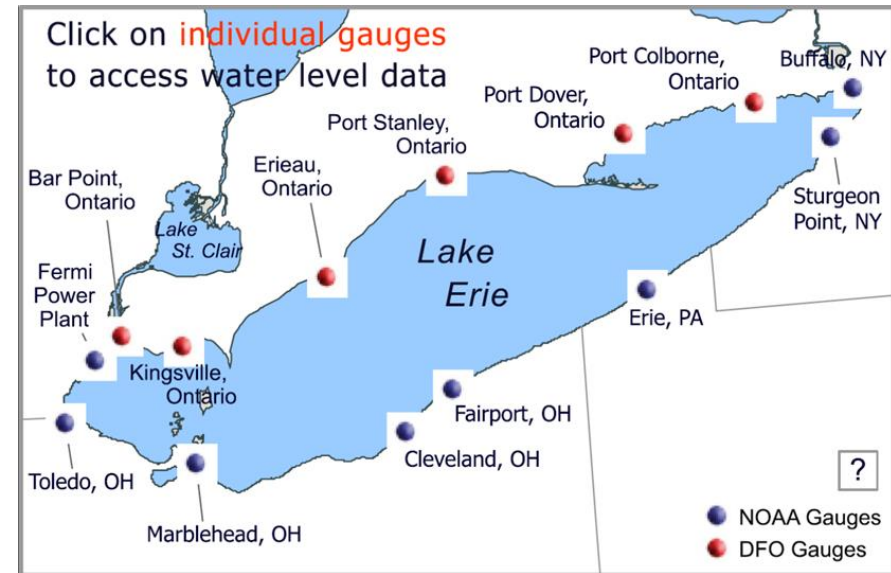 Click on individual gauges
to access water level data
Port Colborne,
Ontario
Buffalo, NY
Port Dover,
Ontario
Port Stanley,
Ontario
Erieau,
Ontario
Bar Point,
Ontario
Sturgeon
Point, NY
Lake
St. Clair
Lake
Erie
Fermi
Power
Plant
Erie, PA
Kingsville,
Ontario
Fairport, OH
Cleveland, OH
Toledo, OH
Marblehead, OH
?
NOAA Gauges
DFO Gauges